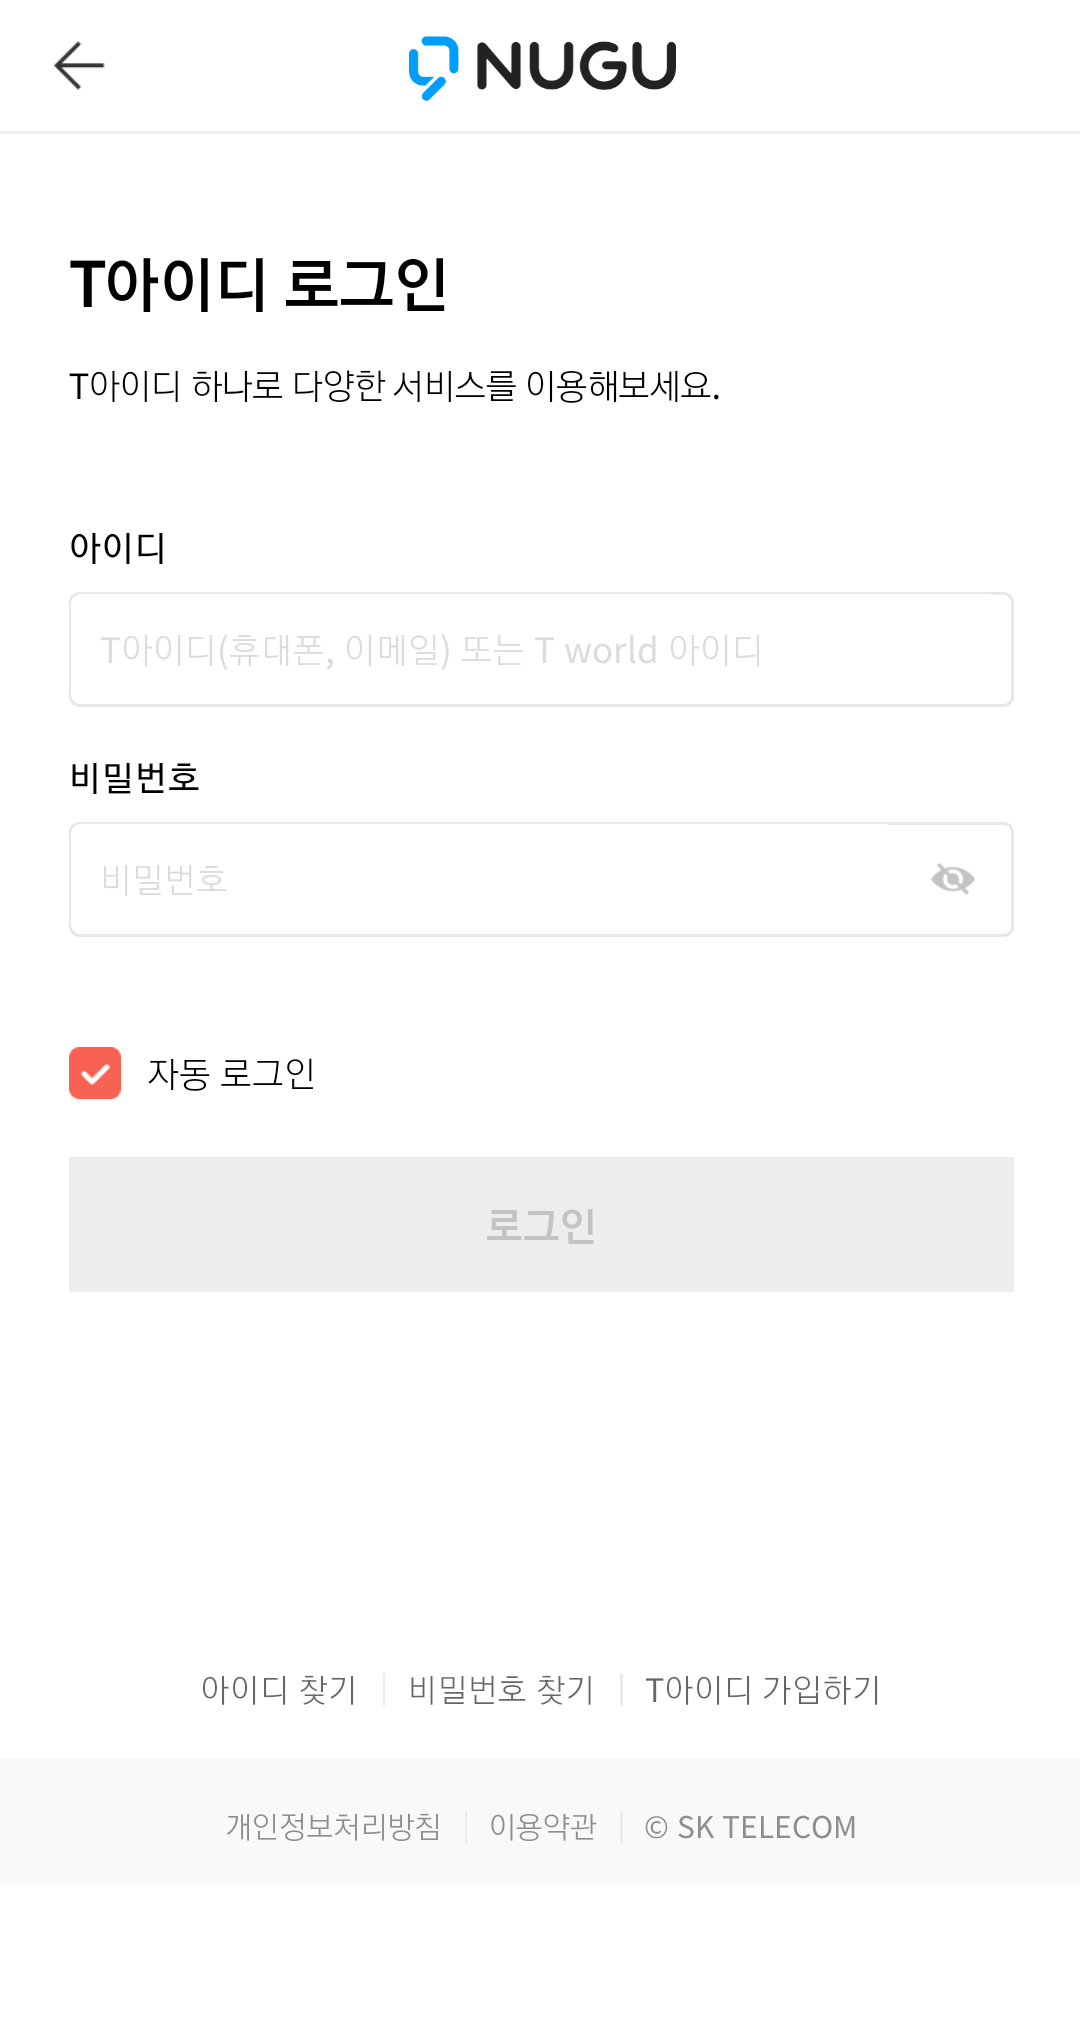 NUGU
T아이디 로그인
T아이디 하나로 다양한 서비스를 이용해보세요.
아이디
T아이디(휴대폰, 이메일) 또는 T world 아이디
비밀번호
비밀번호
자동 로그인
로그인
아이디 찾기 비밀번호 찾기 T아이디 가입하기
개인정보처리방침 이용약관 © SK TELECOM